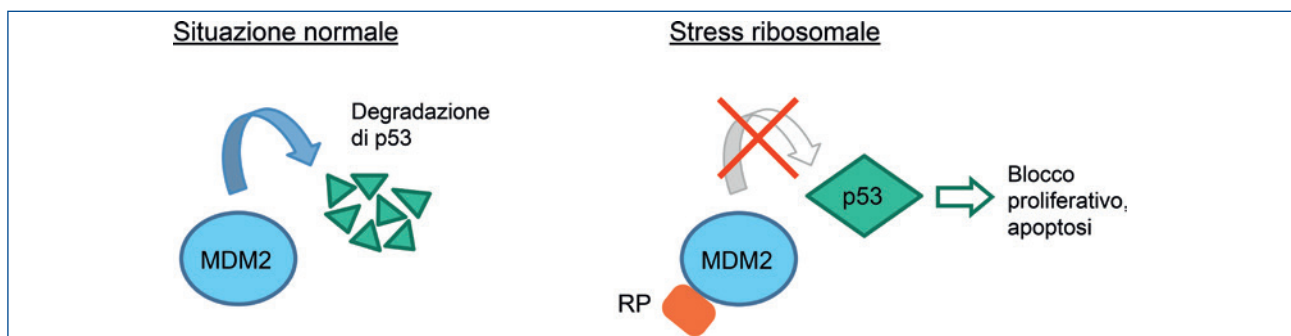 Situazione normale
Degradazione
di p53
MDM2
Stress ribosomale
p53
Blocco
proliferativo,
apoptosi
MDM2
RP